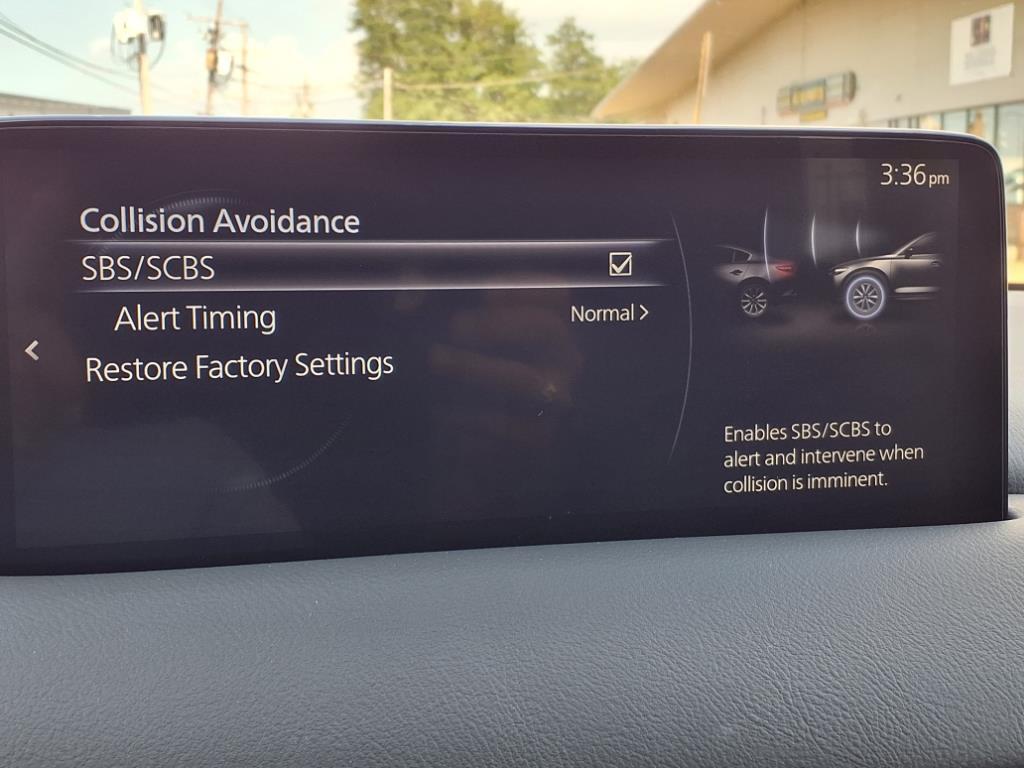 3:36pm
Collision Avoidance
SBS/SCBS
Alert Timing Normal >
Restore Factory Settings
Enables SBS/SCBS to
alert and intervene when
collision is imminent.